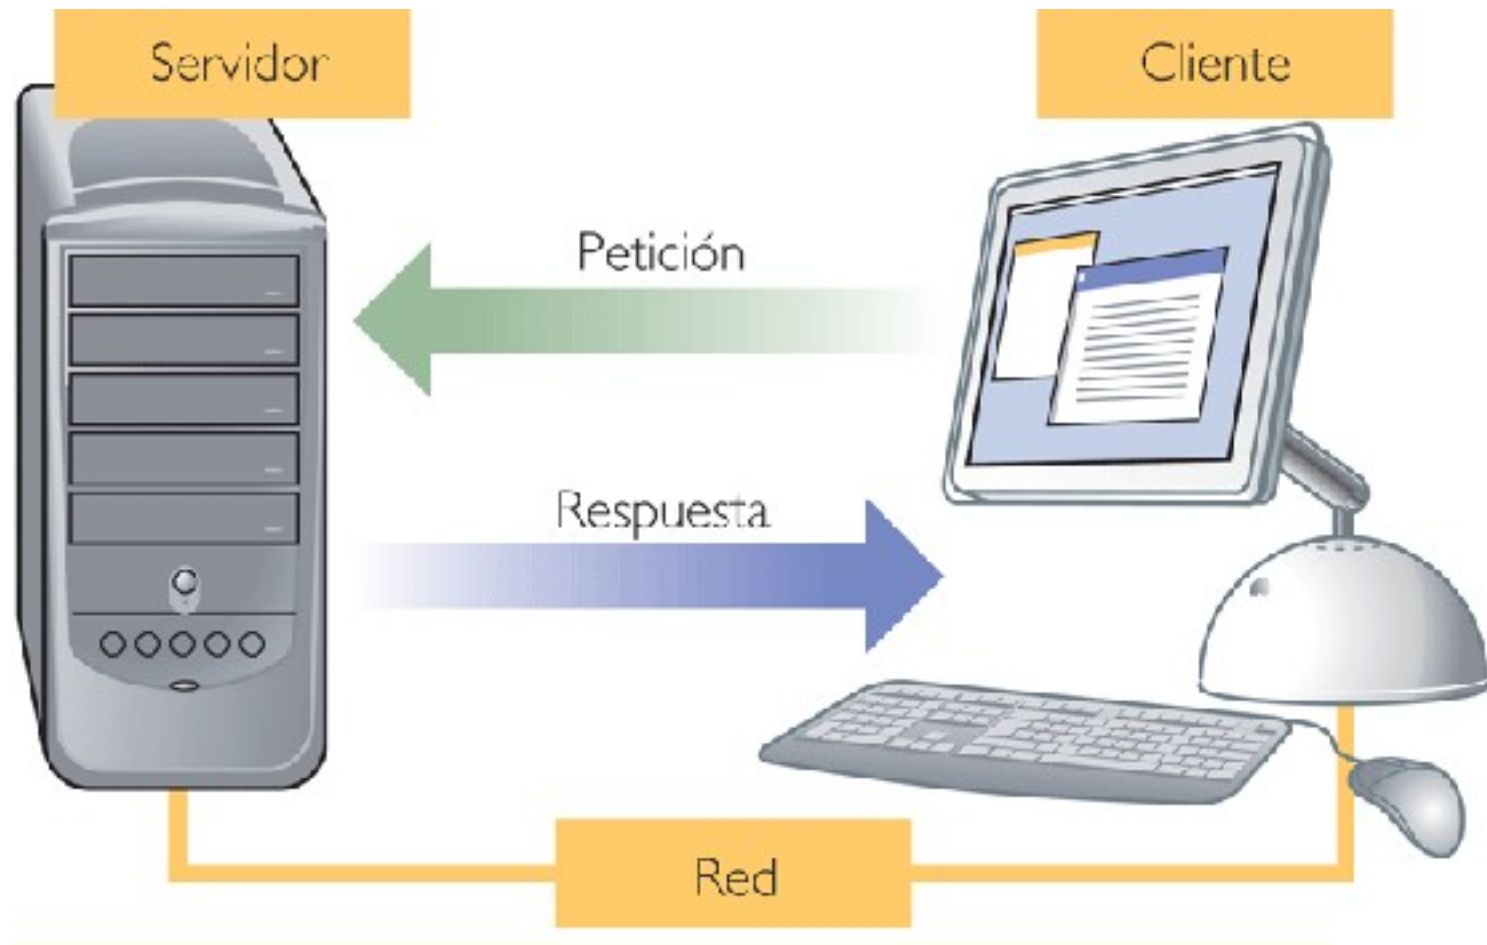 Servidor
Cliente
Petición
Respuesta
Red